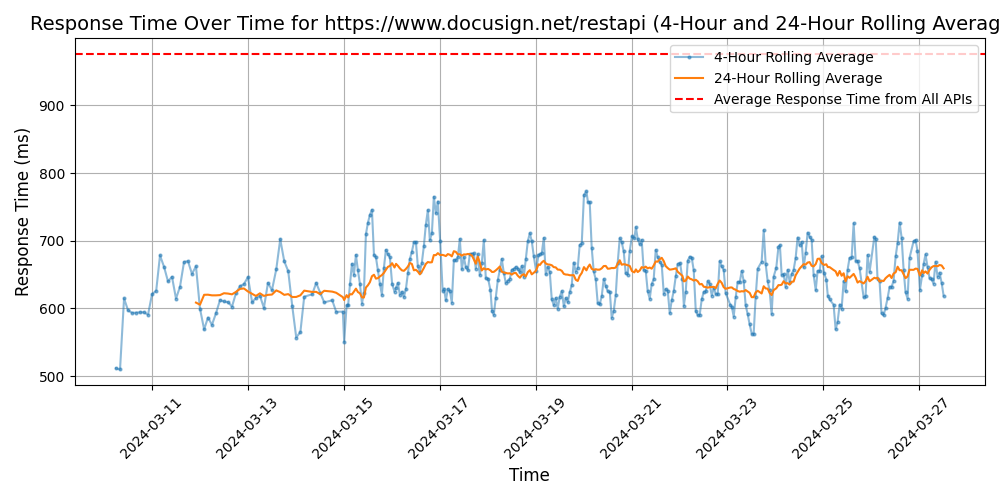 Response Time Over Time for https://www.docusign.net/restapi (4-Hour and 24-Hour Rolling Averag
4-Hour Rolling Average
24-Hour Rolling Average
Average Response Time from All APIs
Response Time (ms)
900
800
700
600
500
2024-03-11
2024-03-13
2024-03-15
2024-03-17
2024-03-19
2024-03-21
2024-03-23
2024-03-25
2024-03-27
Time